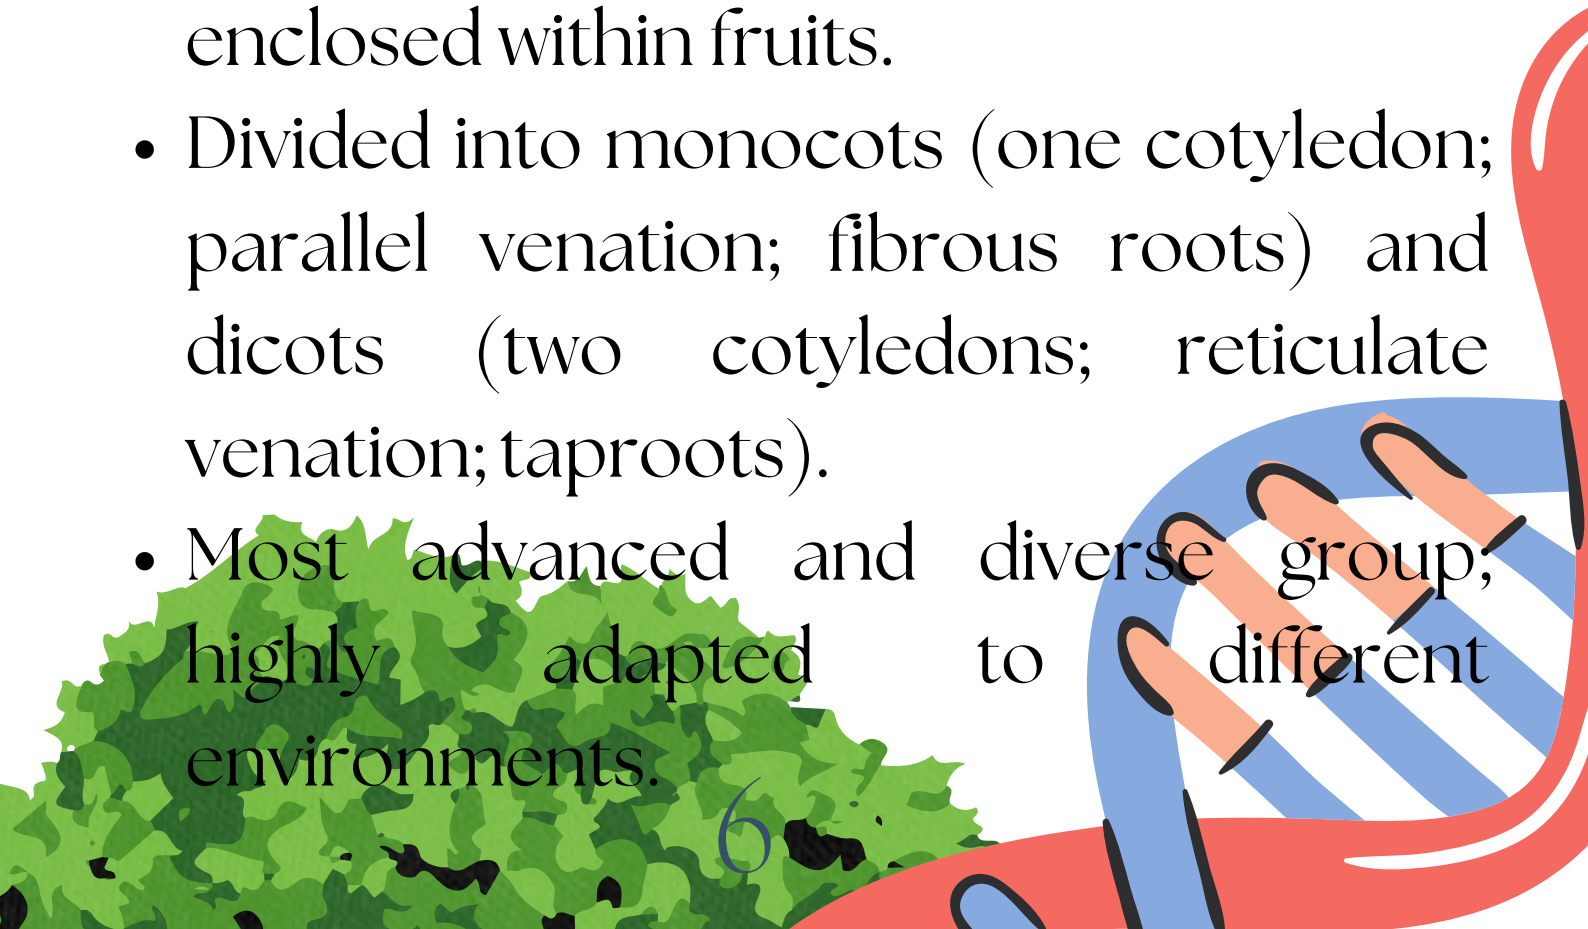 enclosed within fruits.
• Divided into monocots (one cotyledon;
parallel venation; fibrous roots) and
dicots (two cotyledons; reticulate
venation; taproots).
• Most advanced and diverse group;
highly adapted to different
environments.
6